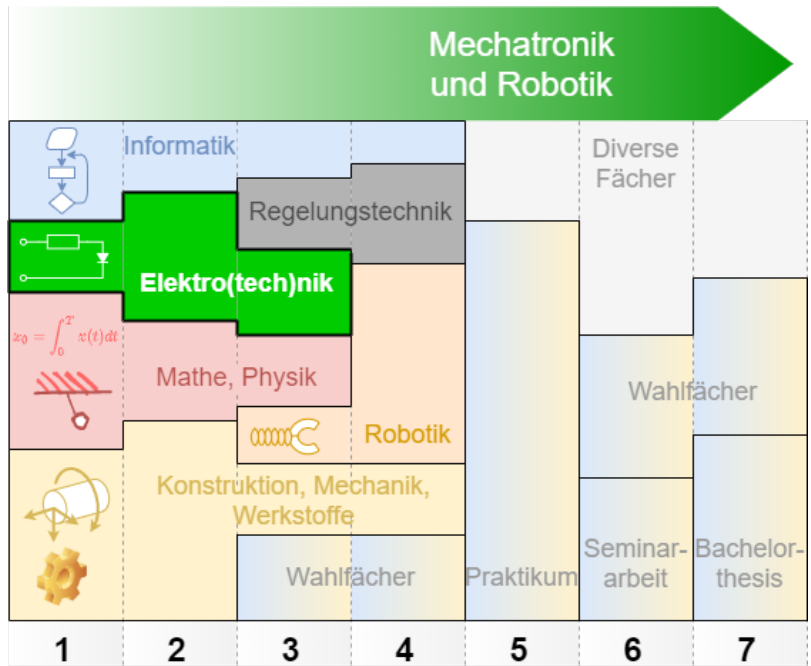 Mechatronik
und Robotik
Informatik
Diverse
Fächer
Regelungstechnik
Elektro(tech)nik
x₀ = ∫₀ᵀ x(t)dt
Mathe, Physik
Wahlfächer
Robotik
Konstruktion, Mechanik,
Werkstoffe
Wahlfächer
Praktikum
Seminar-
arbeit
Bachelor-
thesis
1 2 3 4 5 6 7